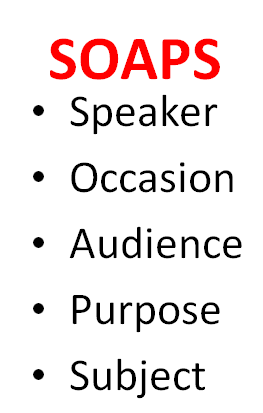 SOAPS
• Speaker
• Occasion
• Audience
• Purpose
• Subject